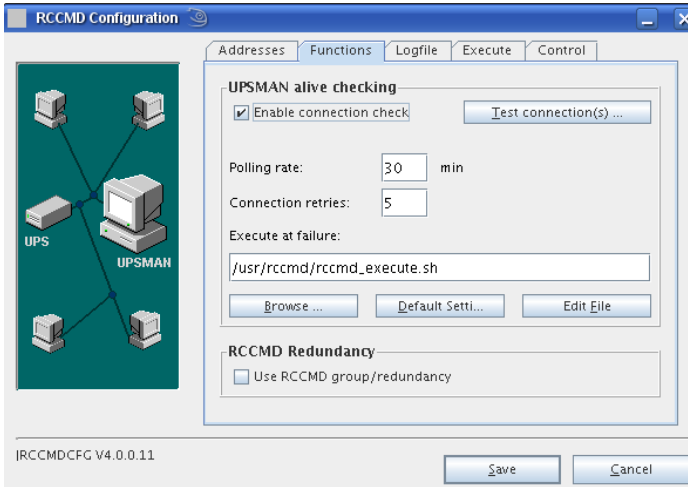 RCCMD Configuration
Addresses Functions Logfile Execute Control
UPSMAN alive checking
Enable connection check
Test connection(s) ...
Polling rate: 30 min
Connection retries: 5
Execute at failure:
/usr/rccmd/rccmd_execute.sh
Browse ... Default Setti... Edit File
RCCMD Redundancy
Use RCCMD group/redundancy
UPS
UPSMAN
RCCMDCFG V4.0.0.11
Save Cancel